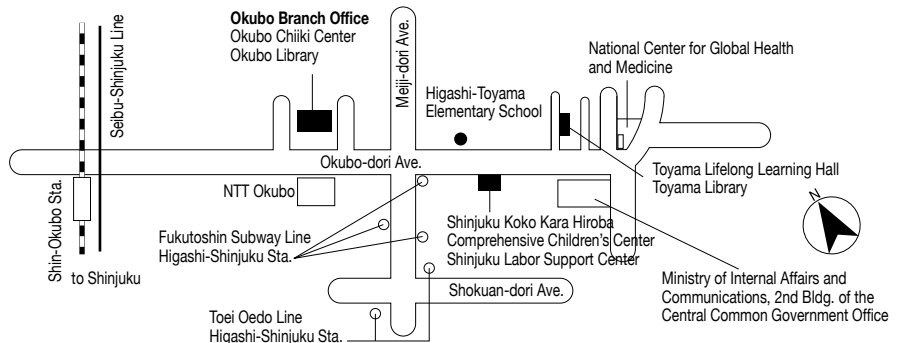 Okubo Branch Office
Okubo Chiiki Center
Okubo Library
Seibu-Shinjuku Line
Meiji-dori Ave.
National Center for Global Health
and Medicine
Higashi-Toyama
Elementary School
Okubo-dori Ave.
Toyama Lifelong Learning Hall
Toyama Library
Shin-Okubo Sta.
NTT Okubo
N
Fukutoshin Subway Line
Higashi-Shinjuku Sta.
Shinjuku Koko Kara Hiroba
Comprehensive Children's Center
Shinjuku Labor Support Center
to Shinjuku
Shokuan-dori Ave.
Ministry of Internal Affairs and
Communications, 2nd Bldg. of the
Central Common Government Office
Toei Oedo Line
Higashi-Shinjuku Sta.